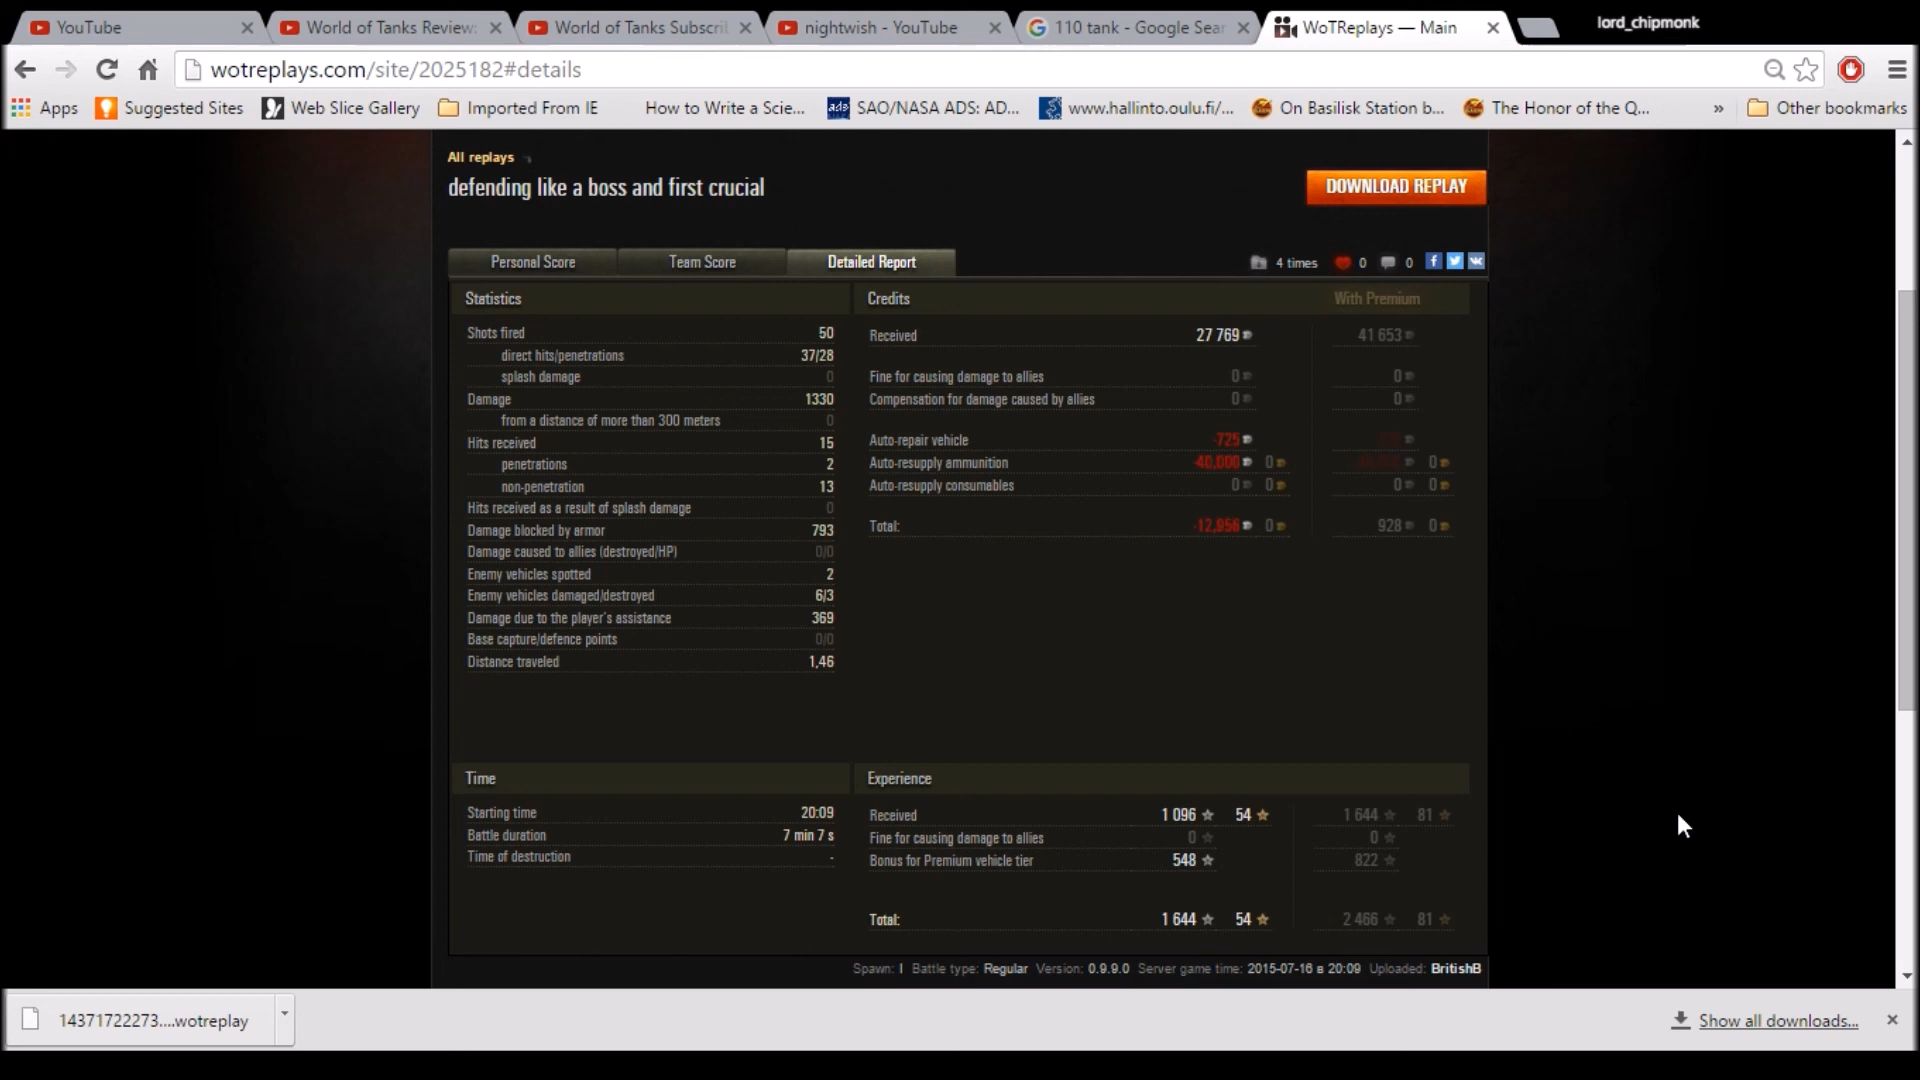 YouTube
World of Tanks Review:
World of Tanks Subscri
nightwish - YouTube
110 tank - Google Sear
WoTReplays — Main
lord_chipmonk
wotreplays.com/site/2025182#details
Apps
Suggested Sites
Web Slice Gallery
Imported From IE
How to Write a Scie...
SAO/NASA ADS: AD...
www.hallinto.oulu.fi/...
On Basilisk Station b...
The Honor of the Q...
»
Other bookmarks
All replays
defending like a boss and first crucial
DOWNLOAD REPLAY
Personal Score
Team Score
Detailed Report
4 times 0 0
Statistics
Shots fired 50
direct hits/penetrations 37/28
splash damage 0
Damage 1330
from a distance of more than 300 meters 0
Hits received 15
penetrations 2
non-penetration 13
Hits received as a result of splash damage 0
Damage blocked by armor 793
Damage caused to allies (destroyed/HP) 0/0
Enemy vehicles spotted 2
Enemy vehicles damaged/destroyed 6/3
Damage due to the player's assistance 369
Base capture/defence points 0/0
Distance traveled 1,46
Credits With Premium
Received 27 769 41 653
Fine for causing damage to allies 0 0
Compensation for damage caused by allies 0 0
Auto-repair vehicle -725
Auto-resupply ammunition -40,000 0 0
Auto-resupply consumables 0 0 0 0
Total: -12,956 0 928 0
Time
Starting time 20:09
Battle duration 7 min 7 s
Time of destruction -
Experience
Received 1 096 54 1 644 81
Fine for causing damage to allies 0 0
Bonus for Premium vehicle tier 548 822
Total: 1 644 54 2 466 81
Spawn: I Battle type: Regular Version: 0.9.9.0 Server game time: 2015-07-16 в 20:09 Uploaded: BritishB
14371722273....wotreplay
Show all downloads...